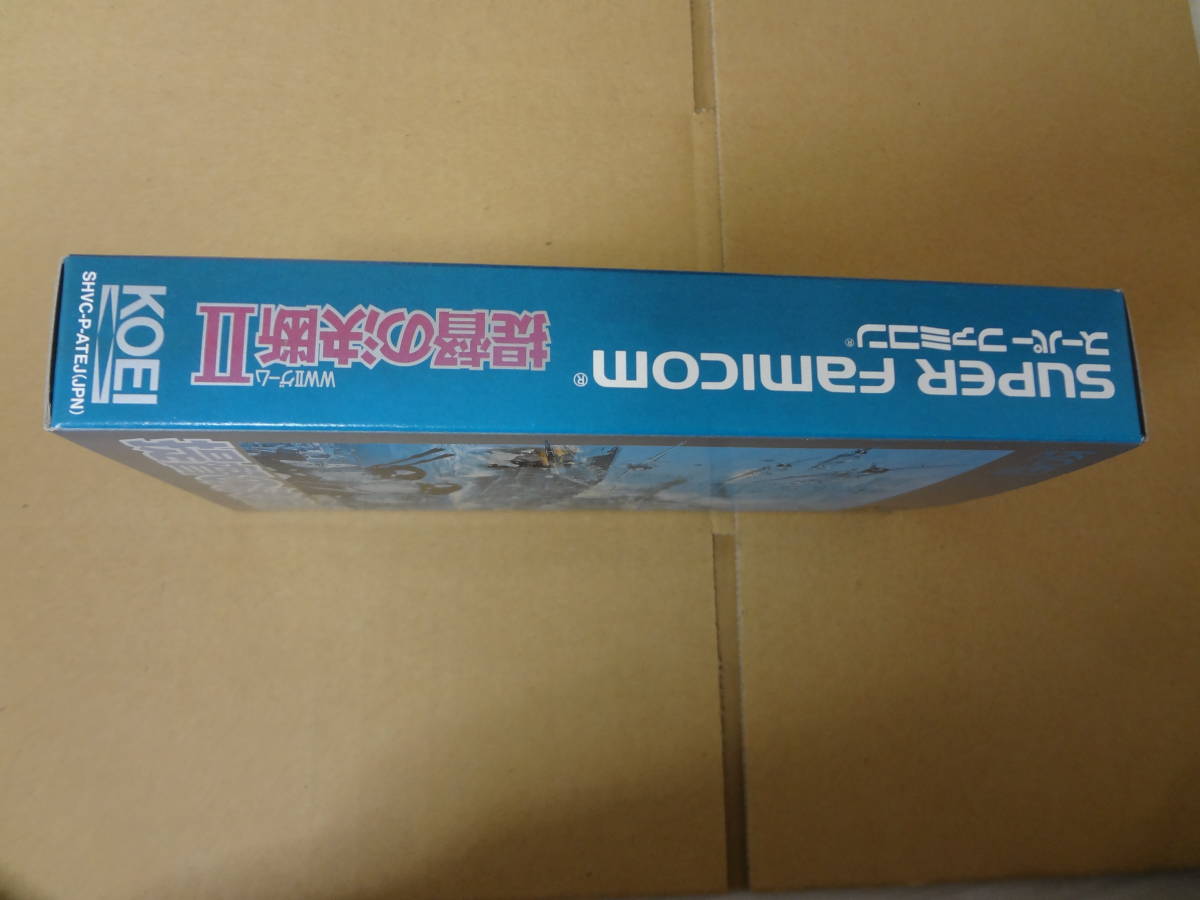 スーパーファミコン®
SUPER Famicom®
WWIIゲーム
提督の決断II
KOEI
SHVC-P-ATEJ(JPN)